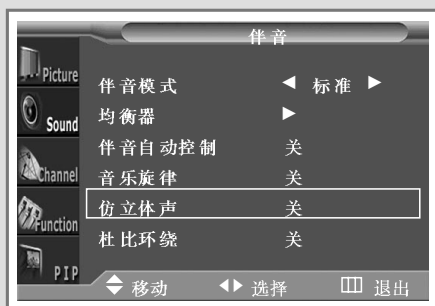 伴音
Picture
伴音模式 ◀ 标准 ▶
均衡器 ▶
Sound
伴音自动控制 关
Channel
音乐旋律 关
仿立体声 关
Function
杜比环绕 关
PIP
移动 选择 退出